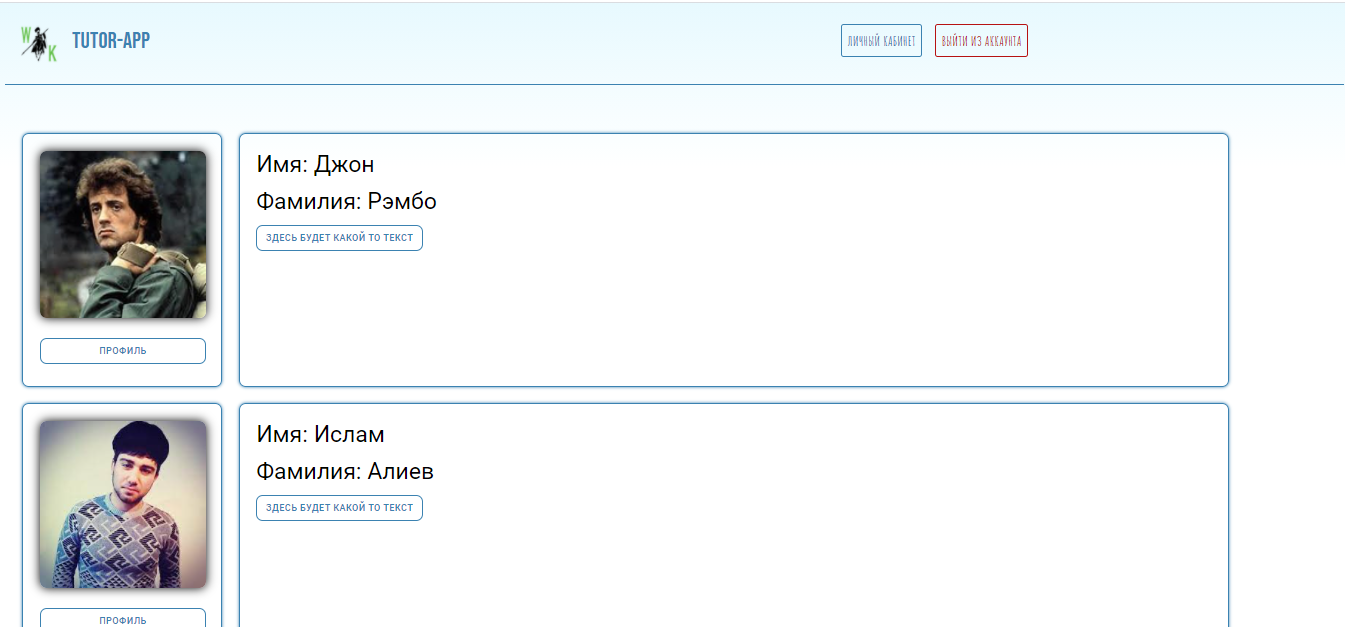 W K
TUTOR-APP
ЛИЧНЫЙ КАБИНЕТ
ВЫЙТИ ИЗ АККАУНТА
Имя: Джон
Фамилия: Рэмбо
ЗДЕСЬ БУДЕТ КАКОЙ ТО ТЕКСТ
ПРОФИЛЬ
Имя: Ислам
Фамилия: Алиев
ЗДЕСЬ БУДЕТ КАКОЙ ТО ТЕКСТ
ПРОФИЛЬ